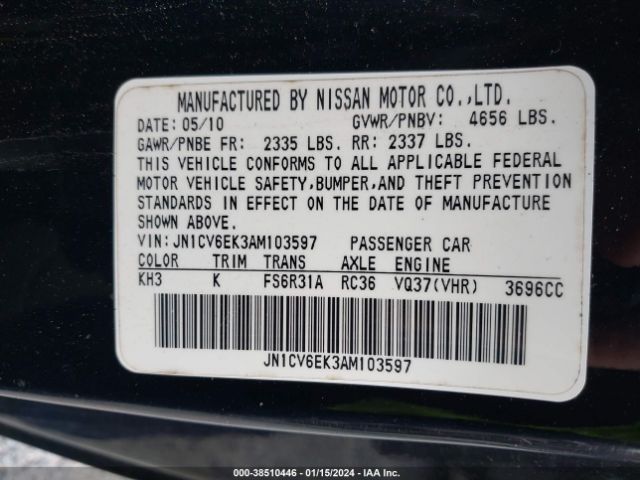 MANUFACTURED BY NISSAN MOTOR CO.,LTD.
DATE: 05/10 GVWR/PNBV: 4656 LBS.
GAWR/PNBE FR: 2335 LBS. RR: 2337 LBS.
THIS VEHICLE CONFORMS TO ALL APPLICABLE FEDERAL
MOTOR VEHICLE SAFETY,BUMPER,AND THEFT PREVENTION
STANDARDS IN EFFECT ON THE DATE OF MANUFACTURE
SHOWN ABOVE.
VIN: JN1CV6EK3AM103597 PASSENGER CAR
COLOR TRIM TRANS AXLE ENGINE
KH3 K FS6R31A RC36 VQ37(VHR) 3696CC
JN1CV6EK3AM103597
000-38510446 - 01/15/2024 - IAA Inc.